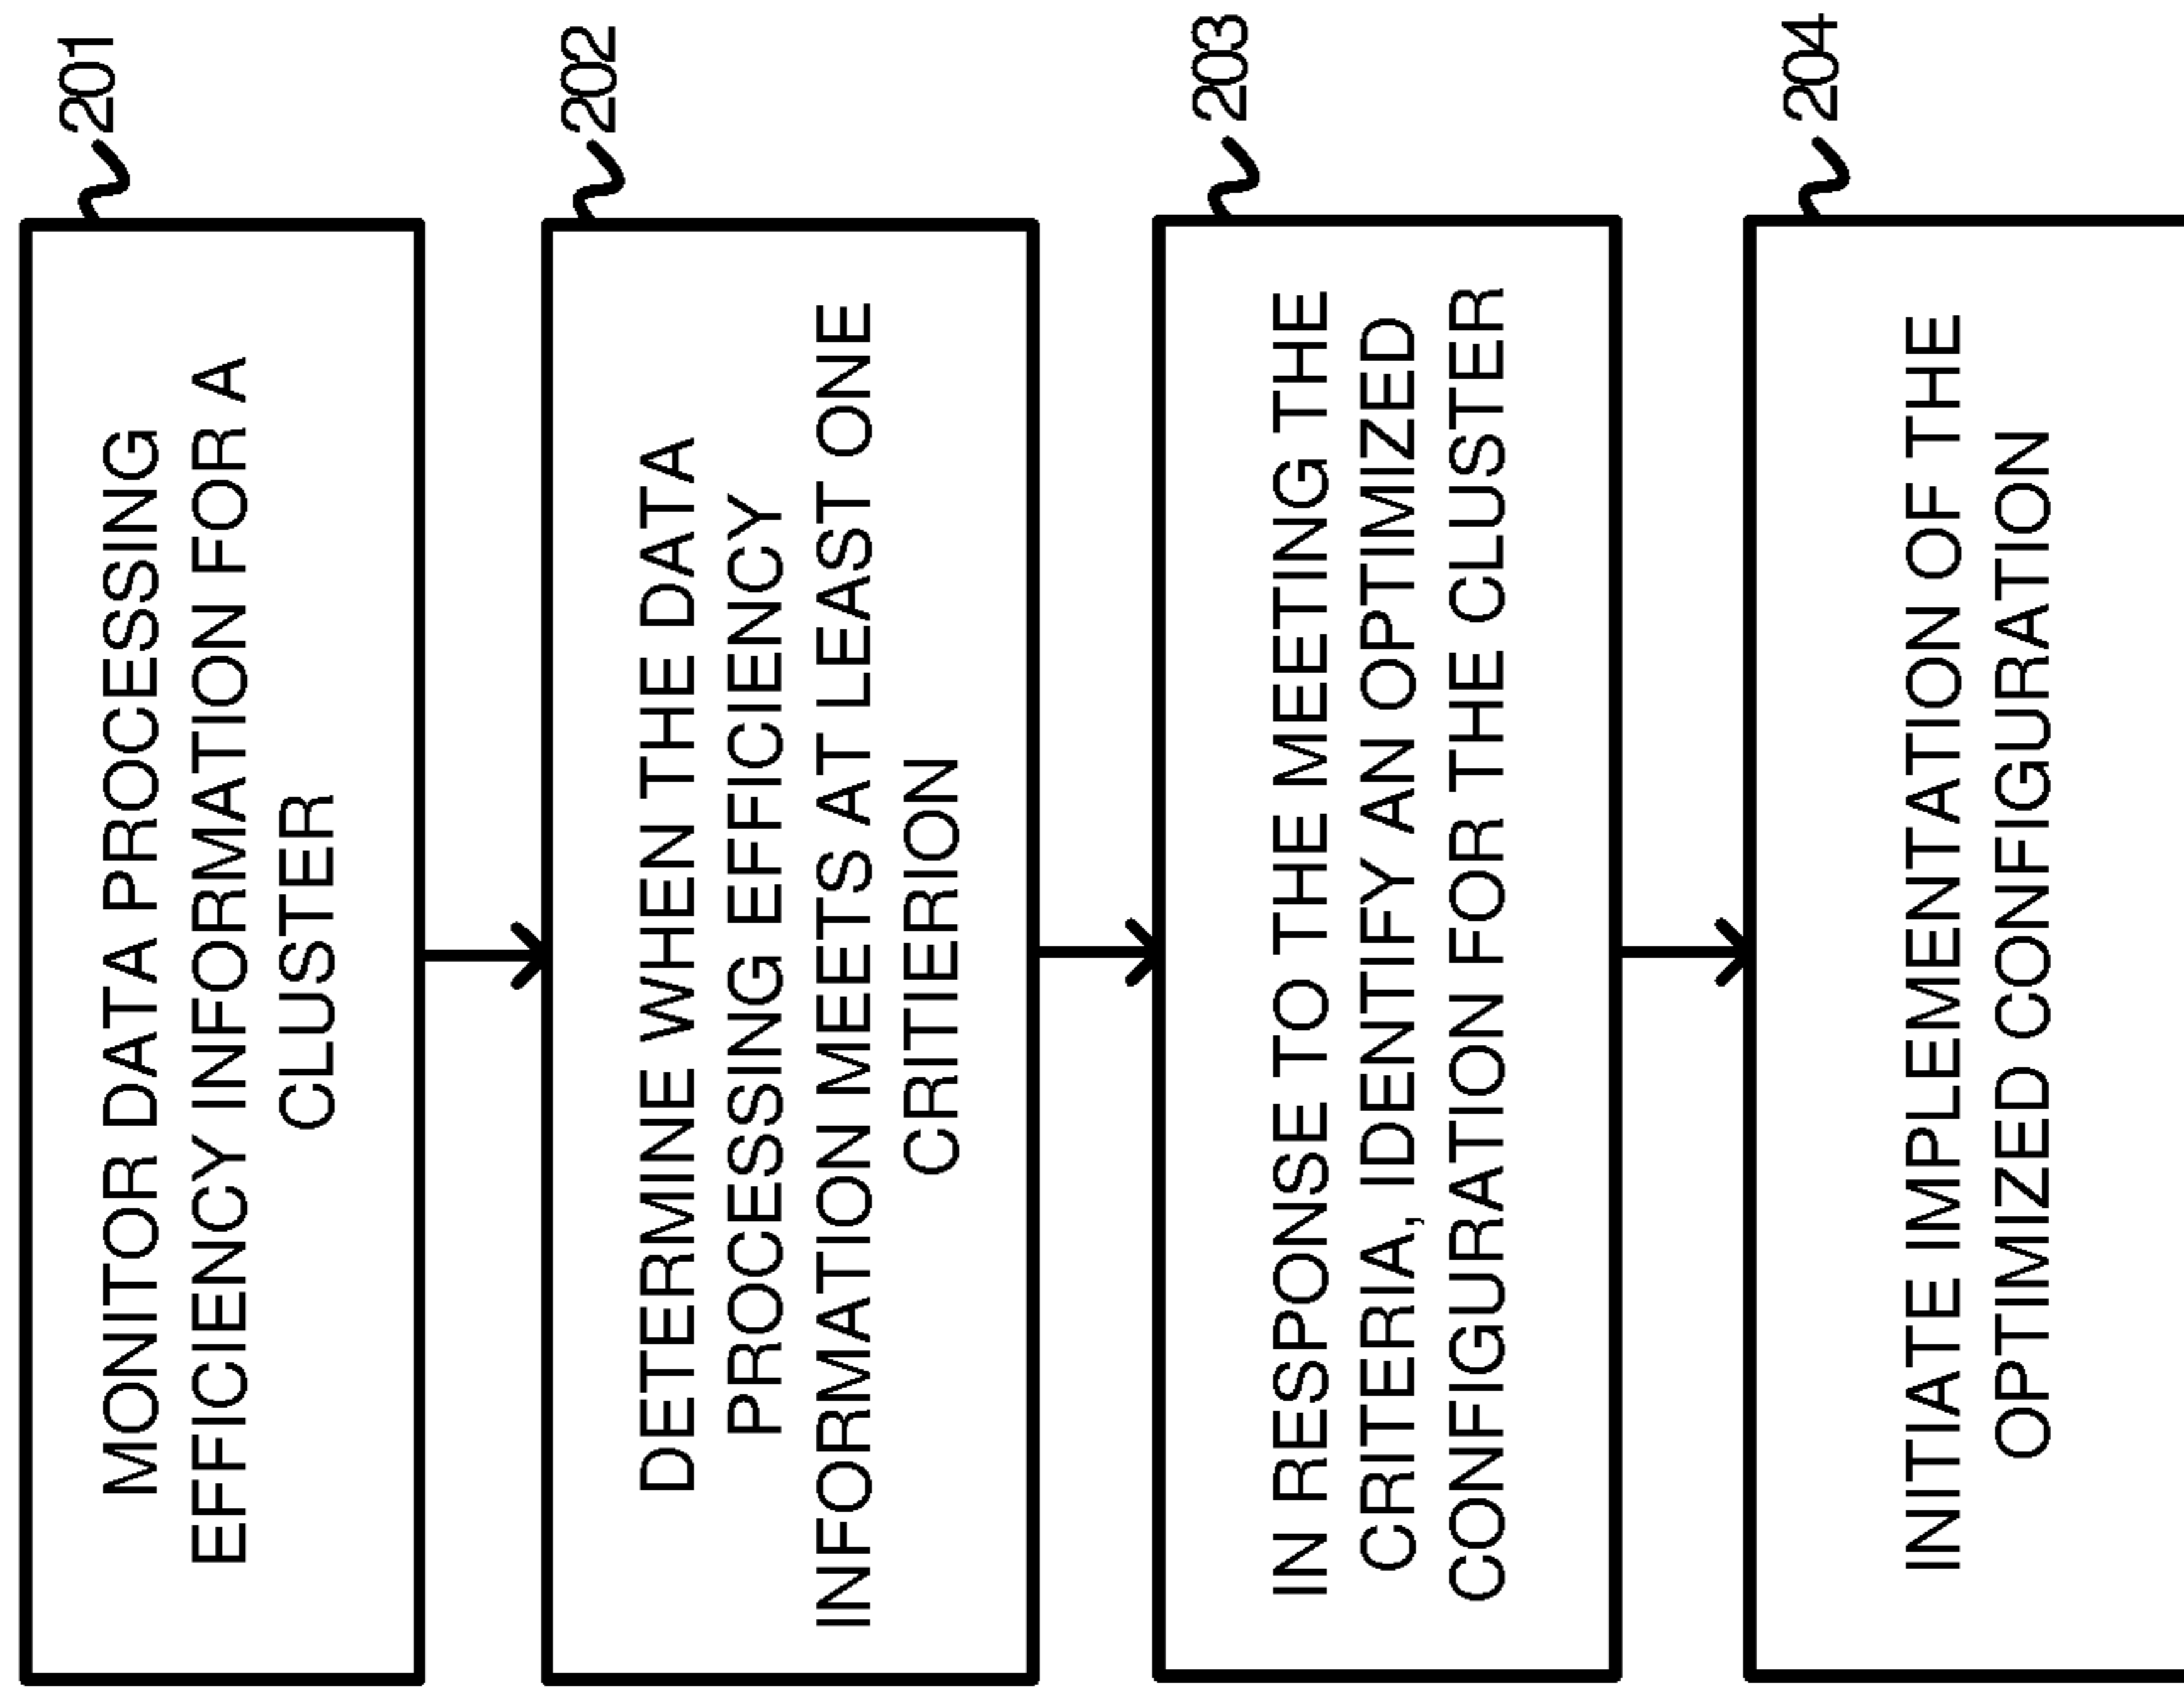 201
MONITOR DATA PROCESSING
EFFICIENCY INFORMATION FOR A
CLUSTER
202
DETERMINE WHEN THE DATA
PROCESSING EFFICIENCY
INFORMATION MEETS AT LEAST ONE
CRITIERION
203
IN RESPONSE TO THE MEETING THE
CRITERIA, IDENTIFY AN OPTIMIZED
CONFIGURATION FOR THE CLUSTER
204
INITIATE IMPLEMENTATION OF THE
OPTIMIZED CONFIGURATION